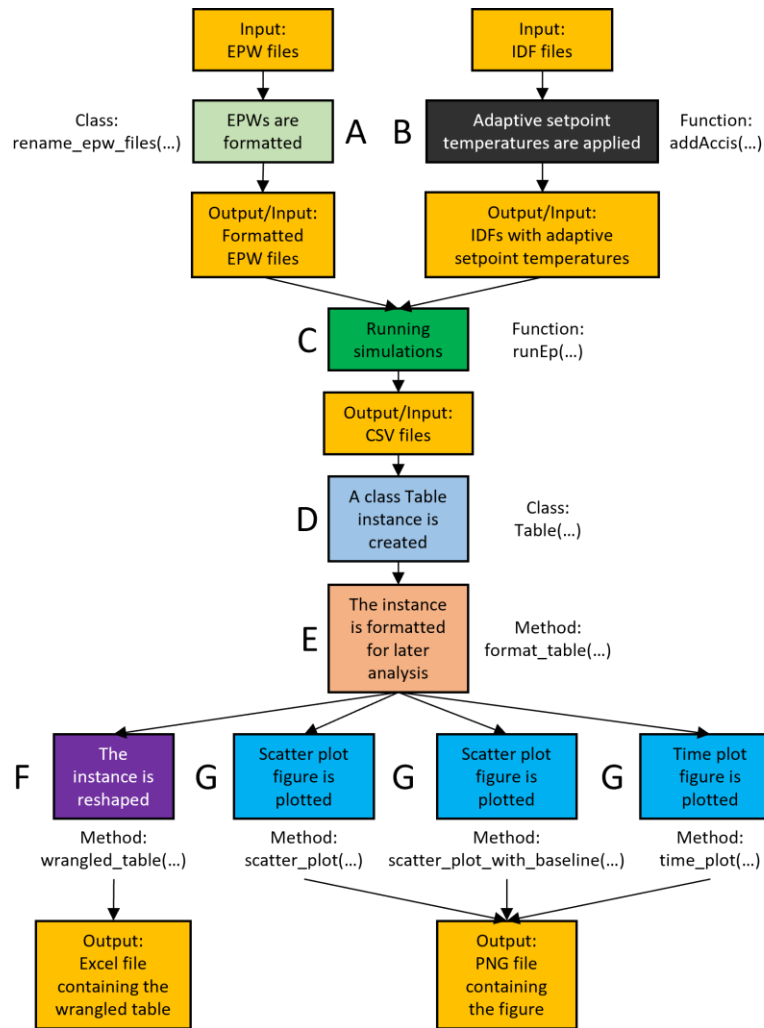 Input:
EPW files
Input:
IDF files
Class:
rename_epw_files(…)
EPWs are
formatted
A
B
Adaptive setpoint
temperatures are applied
Function:
addAccis(…)
Output/Input:
Formatted
EPW files
Output/Input:
IDFs with adaptive
setpoint temperatures
C
Running
simulations
Function:
runEp(…)
Output/Input:
CSV files
D
A class Table
instance is
created
Class:
Table(…)
E
The instance
is formatted
for later
analysis
Method:
format_table(…)
F
The
instance is
reshaped
G
Scatter plot
figure is
plotted
G
Scatter plot
figure is
plotted
G
Time plot
figure is
plotted
Method:
wrangled_table(…)
Method:
scatter_plot(…)
Method:
scatter_plot_with_baseline(…)
Method:
time_plot(…)
Output:
Excel file
containing the
wrangled table
Output:
PNG file
containing
the figure